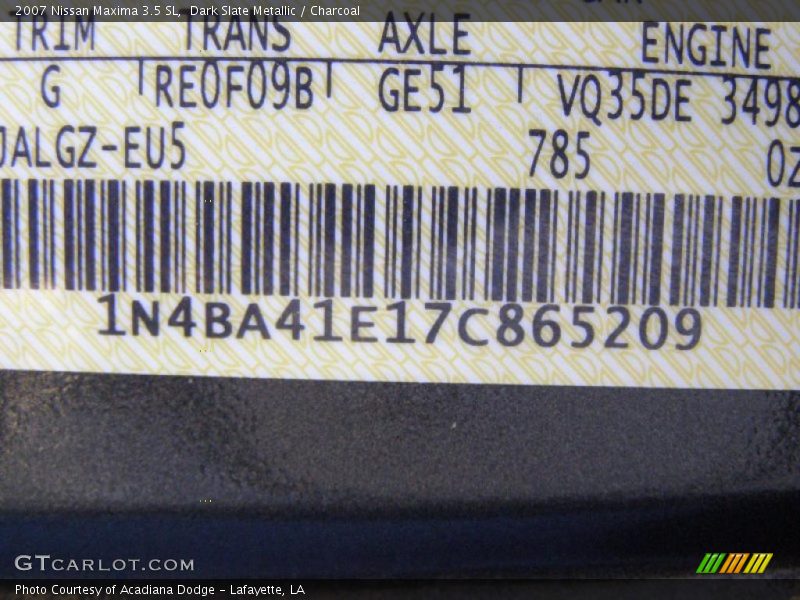 2007 Nissan Maxima 3.5 SL, Dark Slate Metallic / Charcoal
TRIM TRANS AXLE ENGINE
G RE0F09B GE51 VQ35DE 3498
JALGZ-EU5 785 0Z
1N4BA41E17C865209
GTCARLOT.COM
Photo Courtesy of Acadiana Dodge - Lafayette, LA